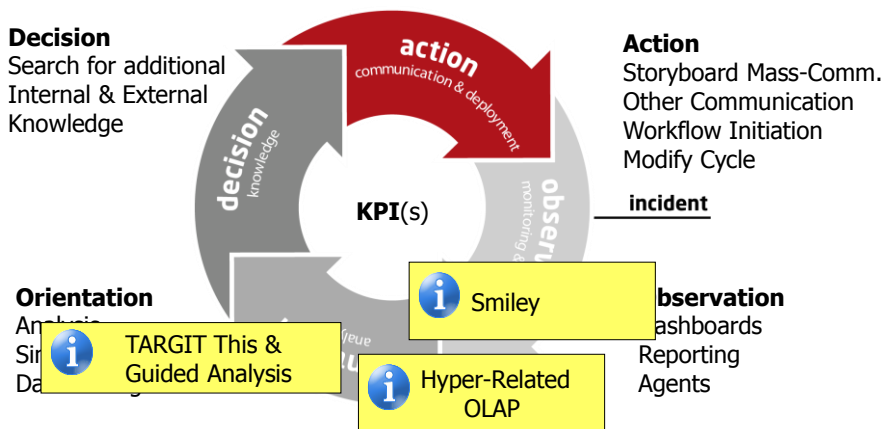 Decision
Search for additional
Internal & External
Knowledge
action
communication & deployment
Action
Storyboard Mass-Comm.
Other Communication
Workflow Initiation
Modify Cycle
decision
knowledge
KPI(s)
incident
monitoring &
Orientation
Smiley
TARGIT This &
Guided Analysis
Hyper-Related
OLAP
Reporting
Agents